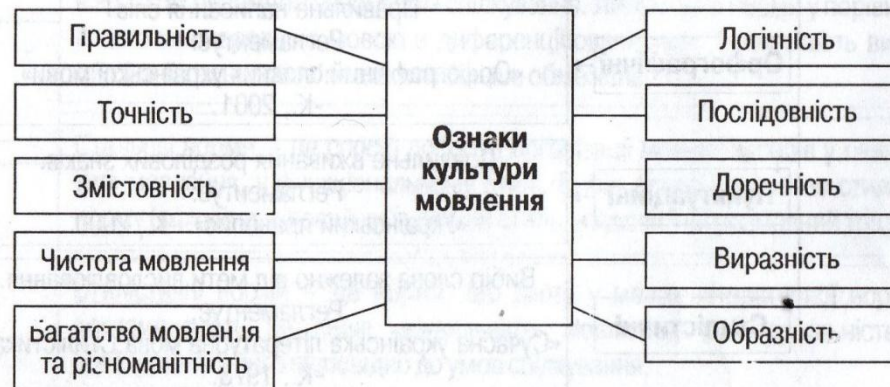 Правильність
Точність
Змістовність
Чистота мовлення
Багатство мовлення
та різноманітність
Ознаки
культури
мовлення
Логічність
Послідовність
Доречність
Виразність
Образність